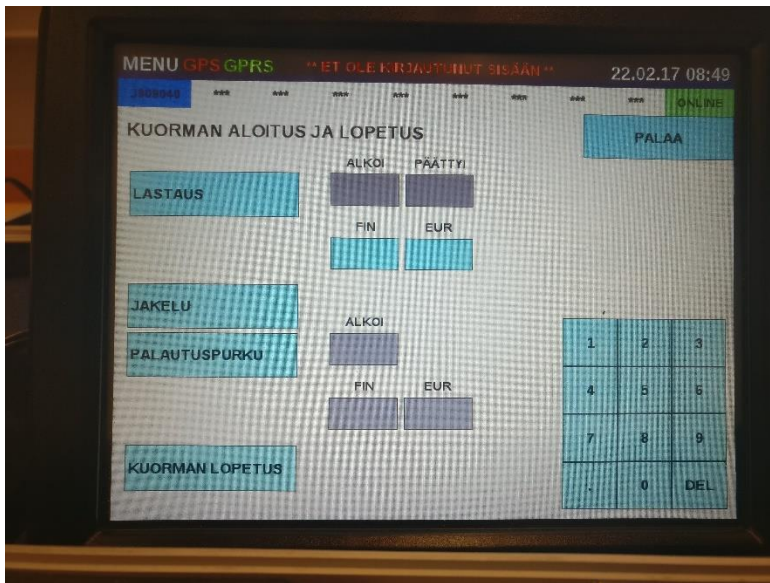 MENU GPS GPRS ** ET OLE KIRJAUTUNUT SISÄÄN ** 22.02.17 08:49
*** *** *** *** *** *** *** *** ONLINE
KUORMAN ALOITUS JA LOPETUS PALAA
ALKOI PÄÄTTYI
LASTAUS
FIN EUR
JAKELU
ALKOI
1 2 3
PALAUTUSPURKU
FIN EUR
4 5 6
7 8 9
KUORMAN LOPETUS
. 0 DEL